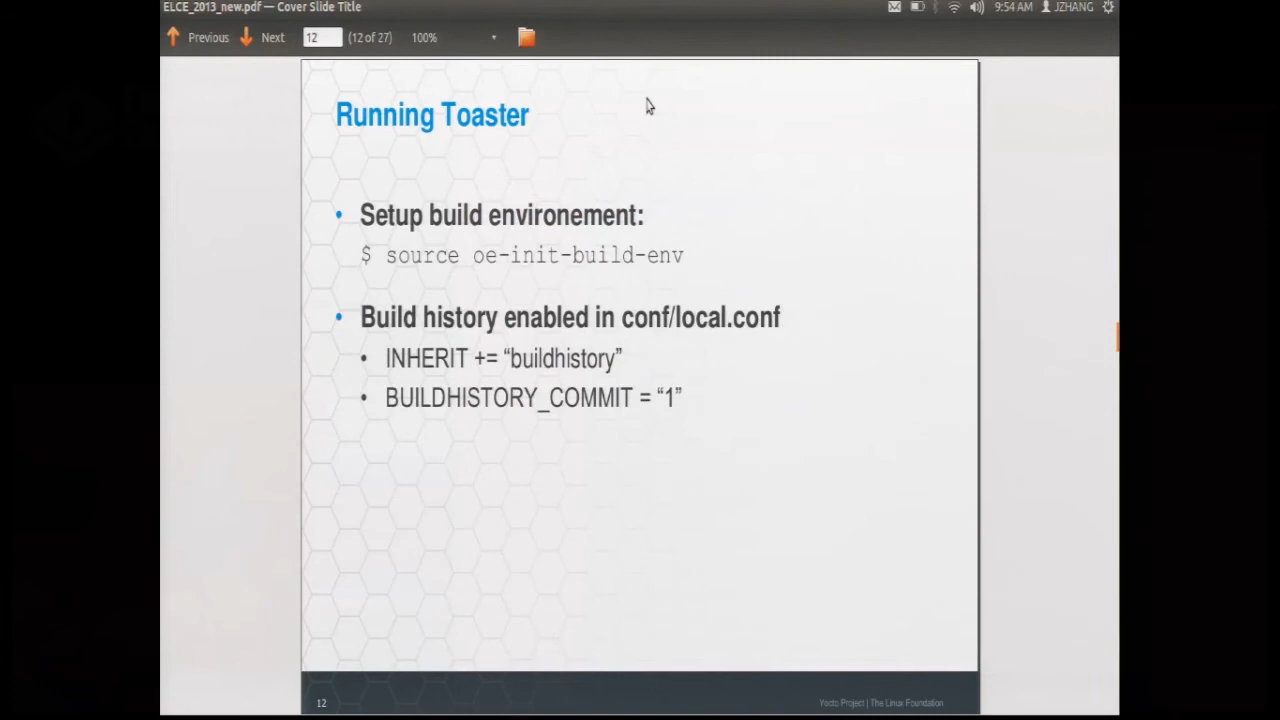 ELCE_2013_new.pdf — Cover Slide Title
9:54 AM JZHANG
Previous Next 12 (12 of 27) 100%
Running Toaster
• Setup build environement:
$ source oe-init-build-env
• Build history enabled in conf/local.conf
• INHERIT += “buildhistory”
• BUILDHISTORY_COMMIT = “1”
12 Yocto Project | The Linux Foundation